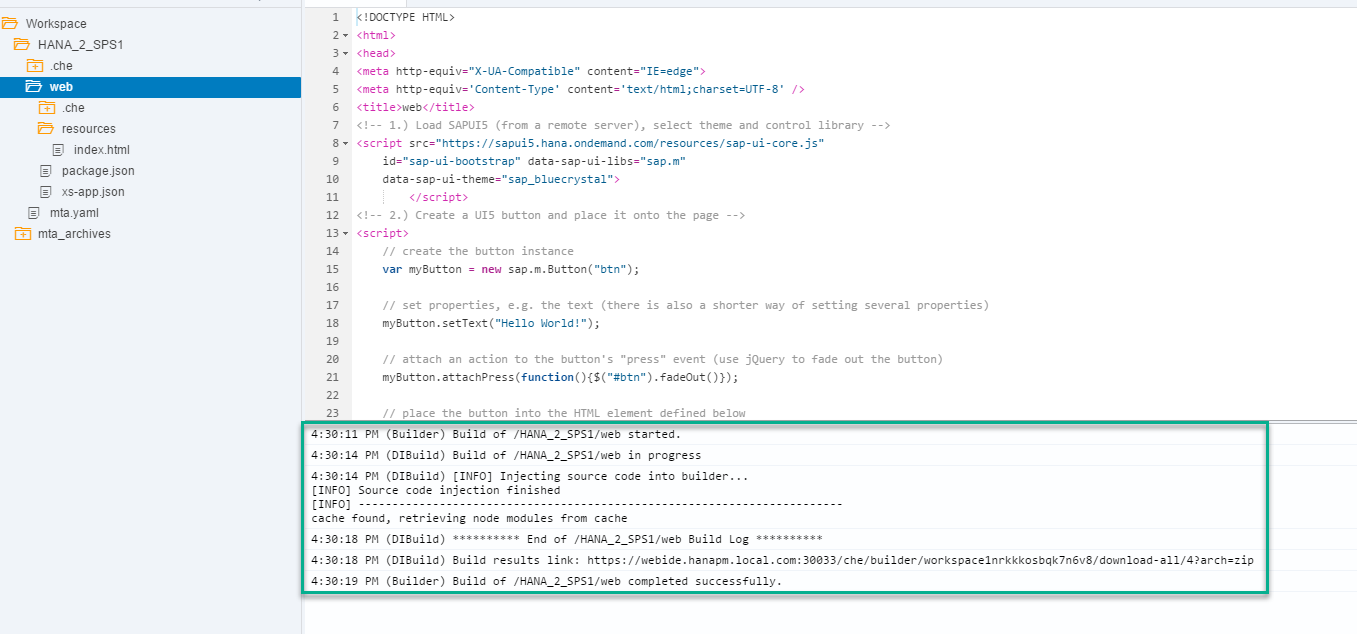 Workspace
HANA_2_SPS1
.che
web
.che
resources
index.html
package.json
xs-app.json
mta.yaml
mta_archives
1 <!DOCTYPE HTML>
2 <html>
3 <head>
4 <meta http-equiv="X-UA-Compatible" content="IE=edge">
5 <meta http-equiv='Content-Type' content='text/html;charset=UTF-8' />
6 <title>web</title>
7 <!-- 1.) Load SAPUI5 (from a remote server), select theme and control library -->
8 <script src="https://sapui5.hana.ondemand.com/resources/sap-ui-core.js"
9 id="sap-ui-bootstrap" data-sap-ui-libs="sap.m"
10 data-sap-ui-theme="sap_bluecrystal">
11 </script>
12 <!-- 2.) Create a UI5 button and place it onto the page -->
13 <script>
14 // create the button instance
15 var myButton = new sap.m.Button("btn");
16
17 // set properties, e.g. the text (there is also a shorter way of setting several properties)
18 myButton.setText("Hello World!");
19
20 // attach an action to the button's "press" event (use jQuery to fade out the button)
21 myButton.attachPress(function(){$("#btn").fadeOut()});
22
23 // place the button into the HTML element defined below
4:30:11 PM (Builder) Build of /HANA_2_SPS1/web started.
4:30:14 PM (DIBuild) Build of /HANA_2_SPS1/web in progress
4:30:14 PM (DIBuild) [INFO] Injecting source code into builder...
[INFO] Source code injection finished
[INFO] ------------------------------------------------------------------------
cache found, retrieving node modules from cache
4:30:18 PM (DIBuild) ********** End of /HANA_2_SPS1/web Build Log **********
4:30:18 PM (DIBuild) Build results link: https://webide.hanapm.local.com:30033/che/builder/workspace1nrkkkosbqk7n6v8/download-all/4?arch=zip
4:30:19 PM (Builder) Build of /HANA_2_SPS1/web completed successfully.